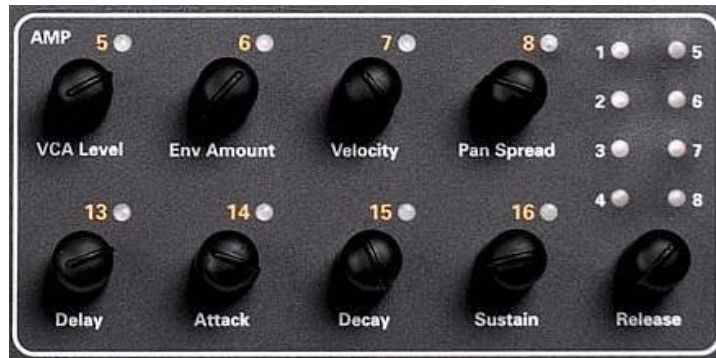 AMP 5 6 7 8
1 5
2 6
VCA Level Env Amount Velocity Pan Spread 3 7
4 8
13 14 15 16
Delay Attack Decay Sustain Release